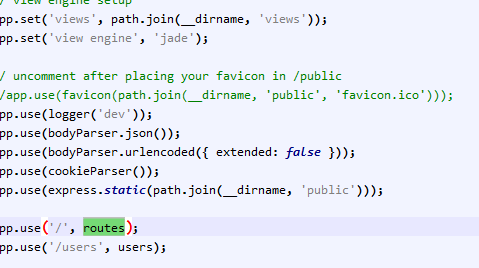 / view engine setup
pp.set('views', path.join(__dirname, 'views'));
pp.set('view engine', 'jade');
/ uncomment after placing your favicon in /public
/app.use(favicon(path.join(__dirname, 'public', 'favicon.ico')));
pp.use(logger('dev'));
pp.use(bodyParser.json());
pp.use(bodyParser.urlencoded({ extended: false }));
pp.use(cookieParser());
pp.use(express.static(path.join(__dirname, 'public')));
pp.use('/', routes);
pp.use('/users', users);